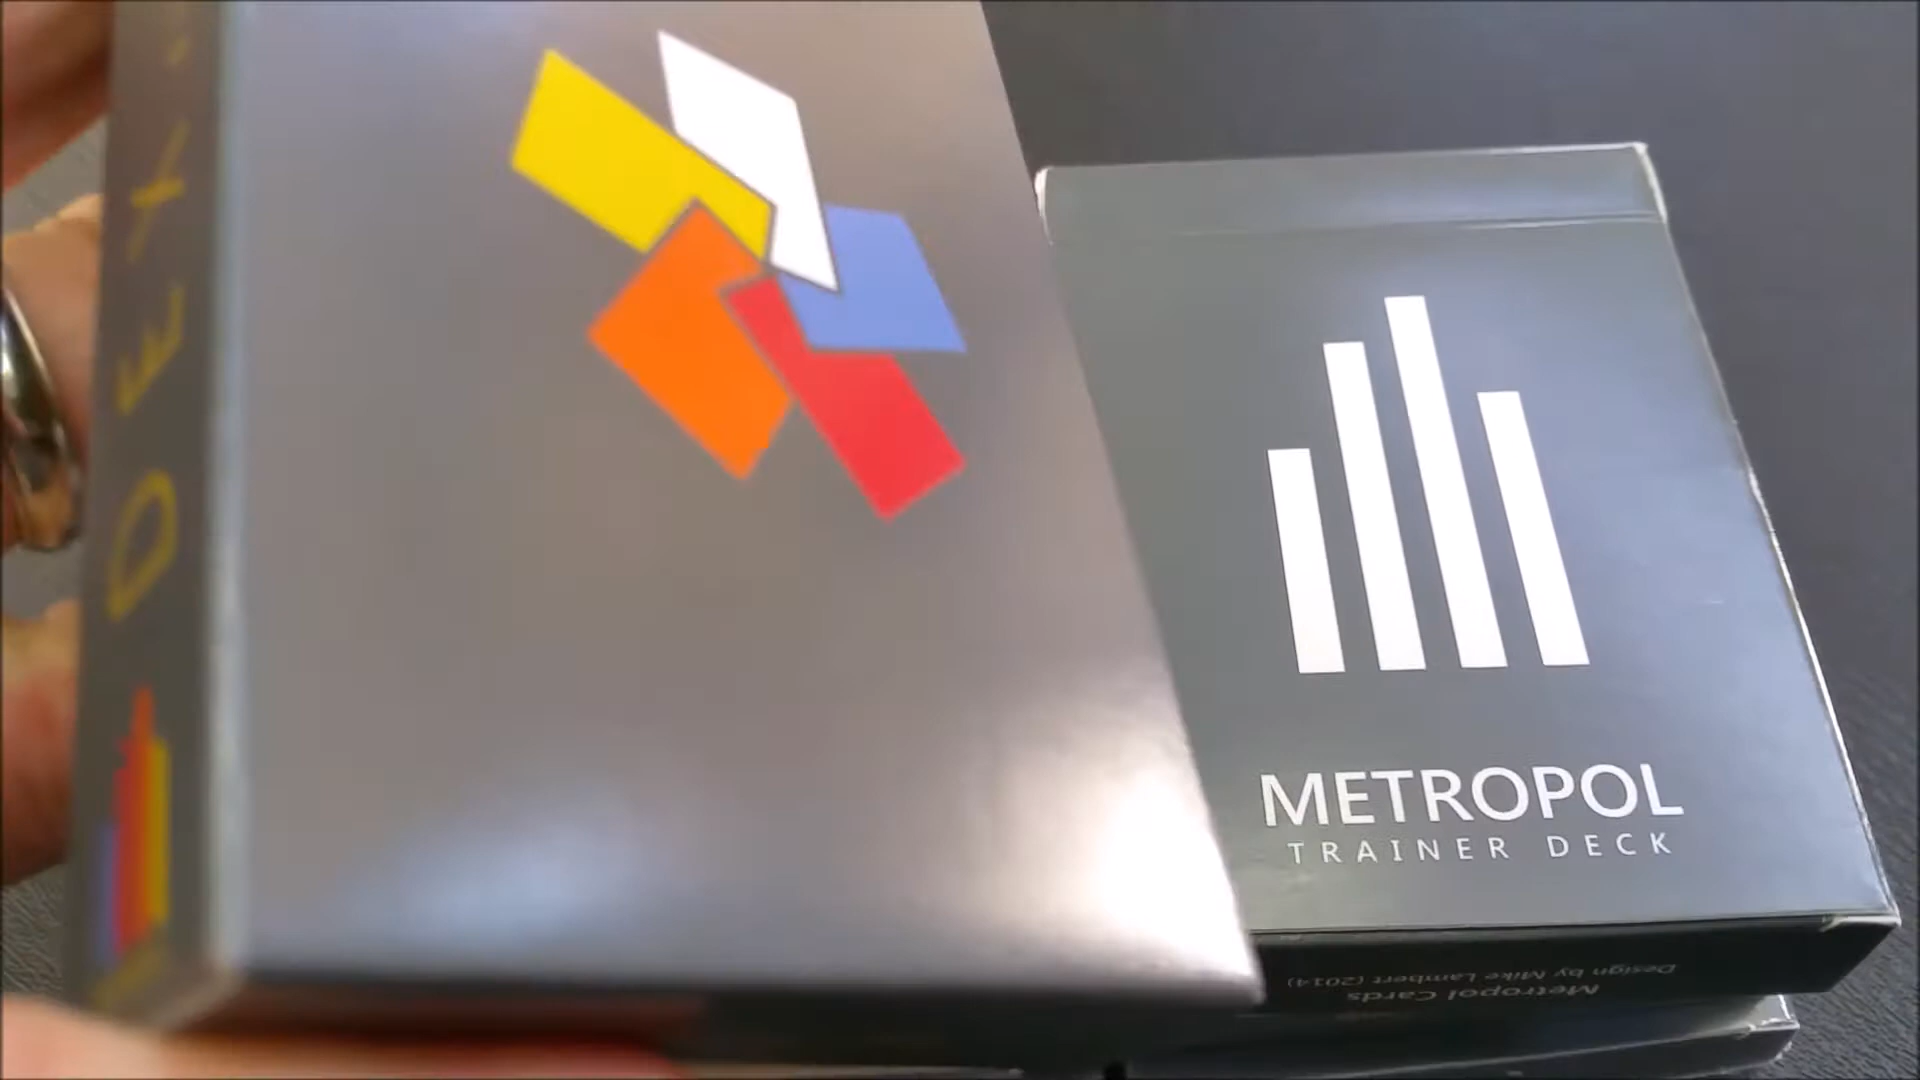 METROPOL
TRAINER DECK
Metropol Cards
Design by Mike Lambert (2014)